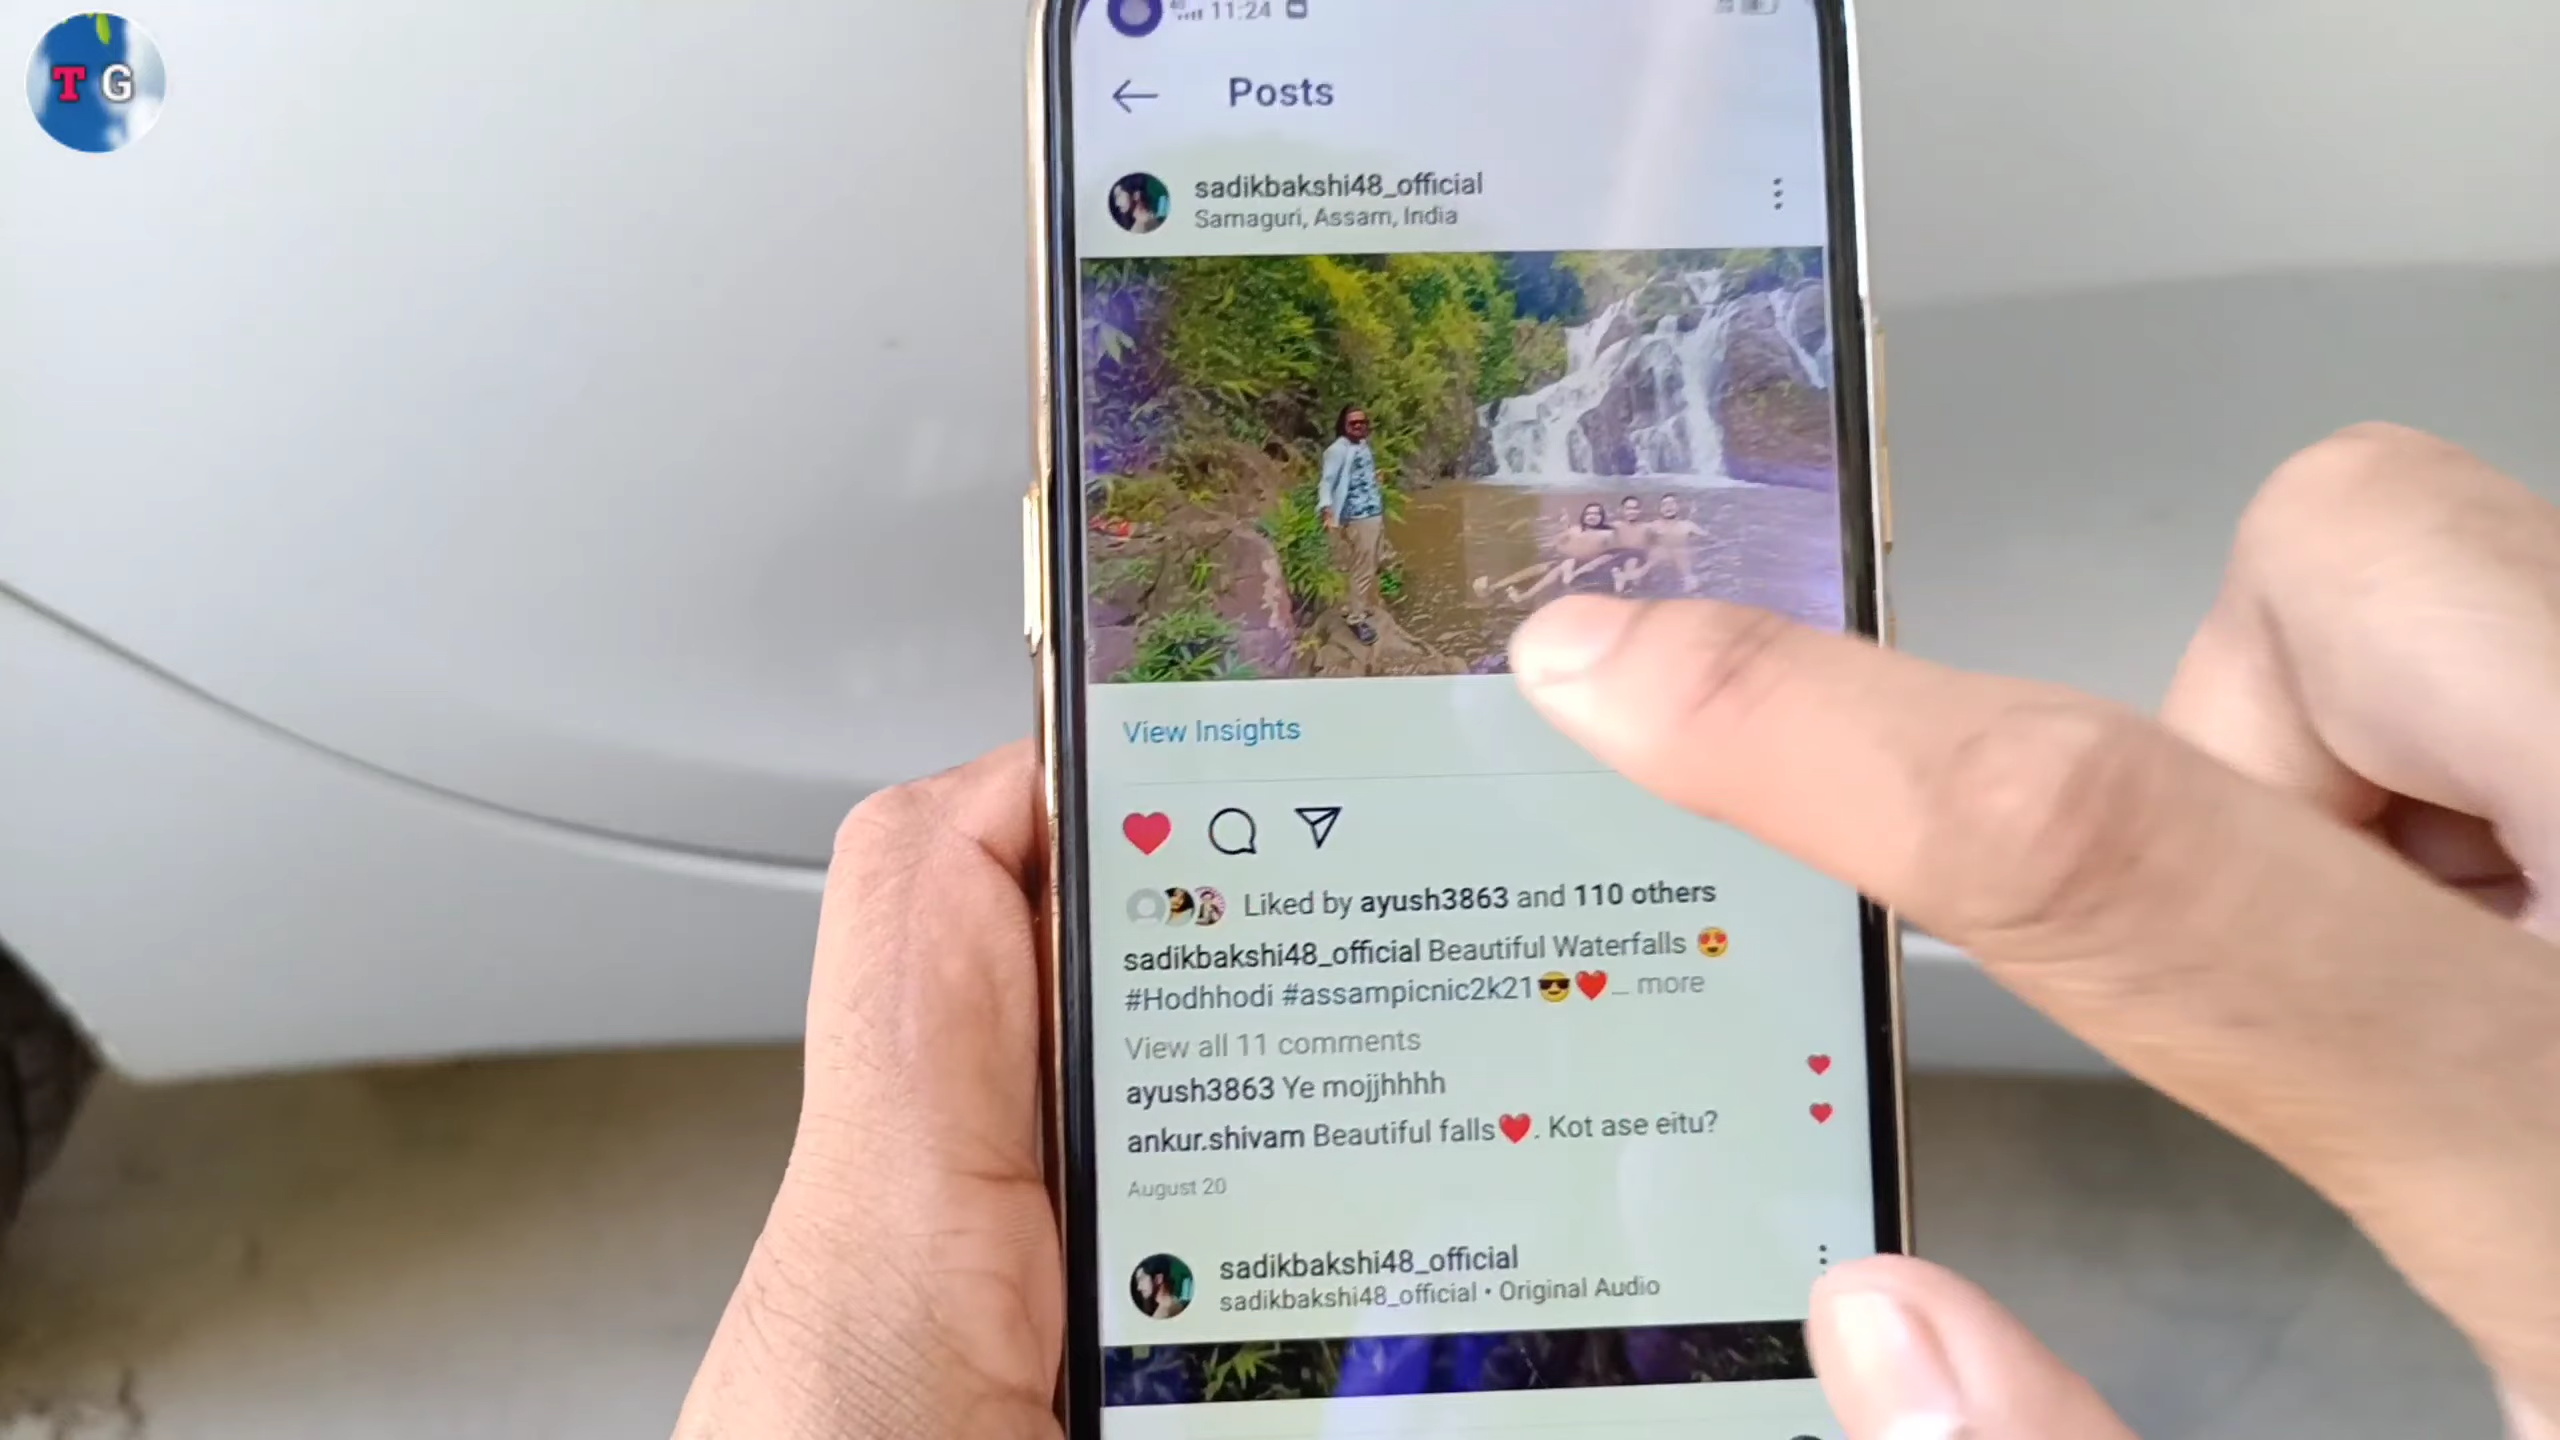 T G
11:24
Posts
sadikbakshi48_official
Samaguri, Assam, India
View Insights
Liked by ayush3863 and 110 others
sadikbakshi48_official Beautiful Waterfalls 😍
#Hodhhodi #assampicnic2k21😎❤️... more
View all 11 comments
ayush3863 Ye mojjhhhh
ankur.shivam Beautiful falls❤️. Kot ase eitu?
August 20
sadikbakshi48_official
sadikbakshi48_official • Original Audio